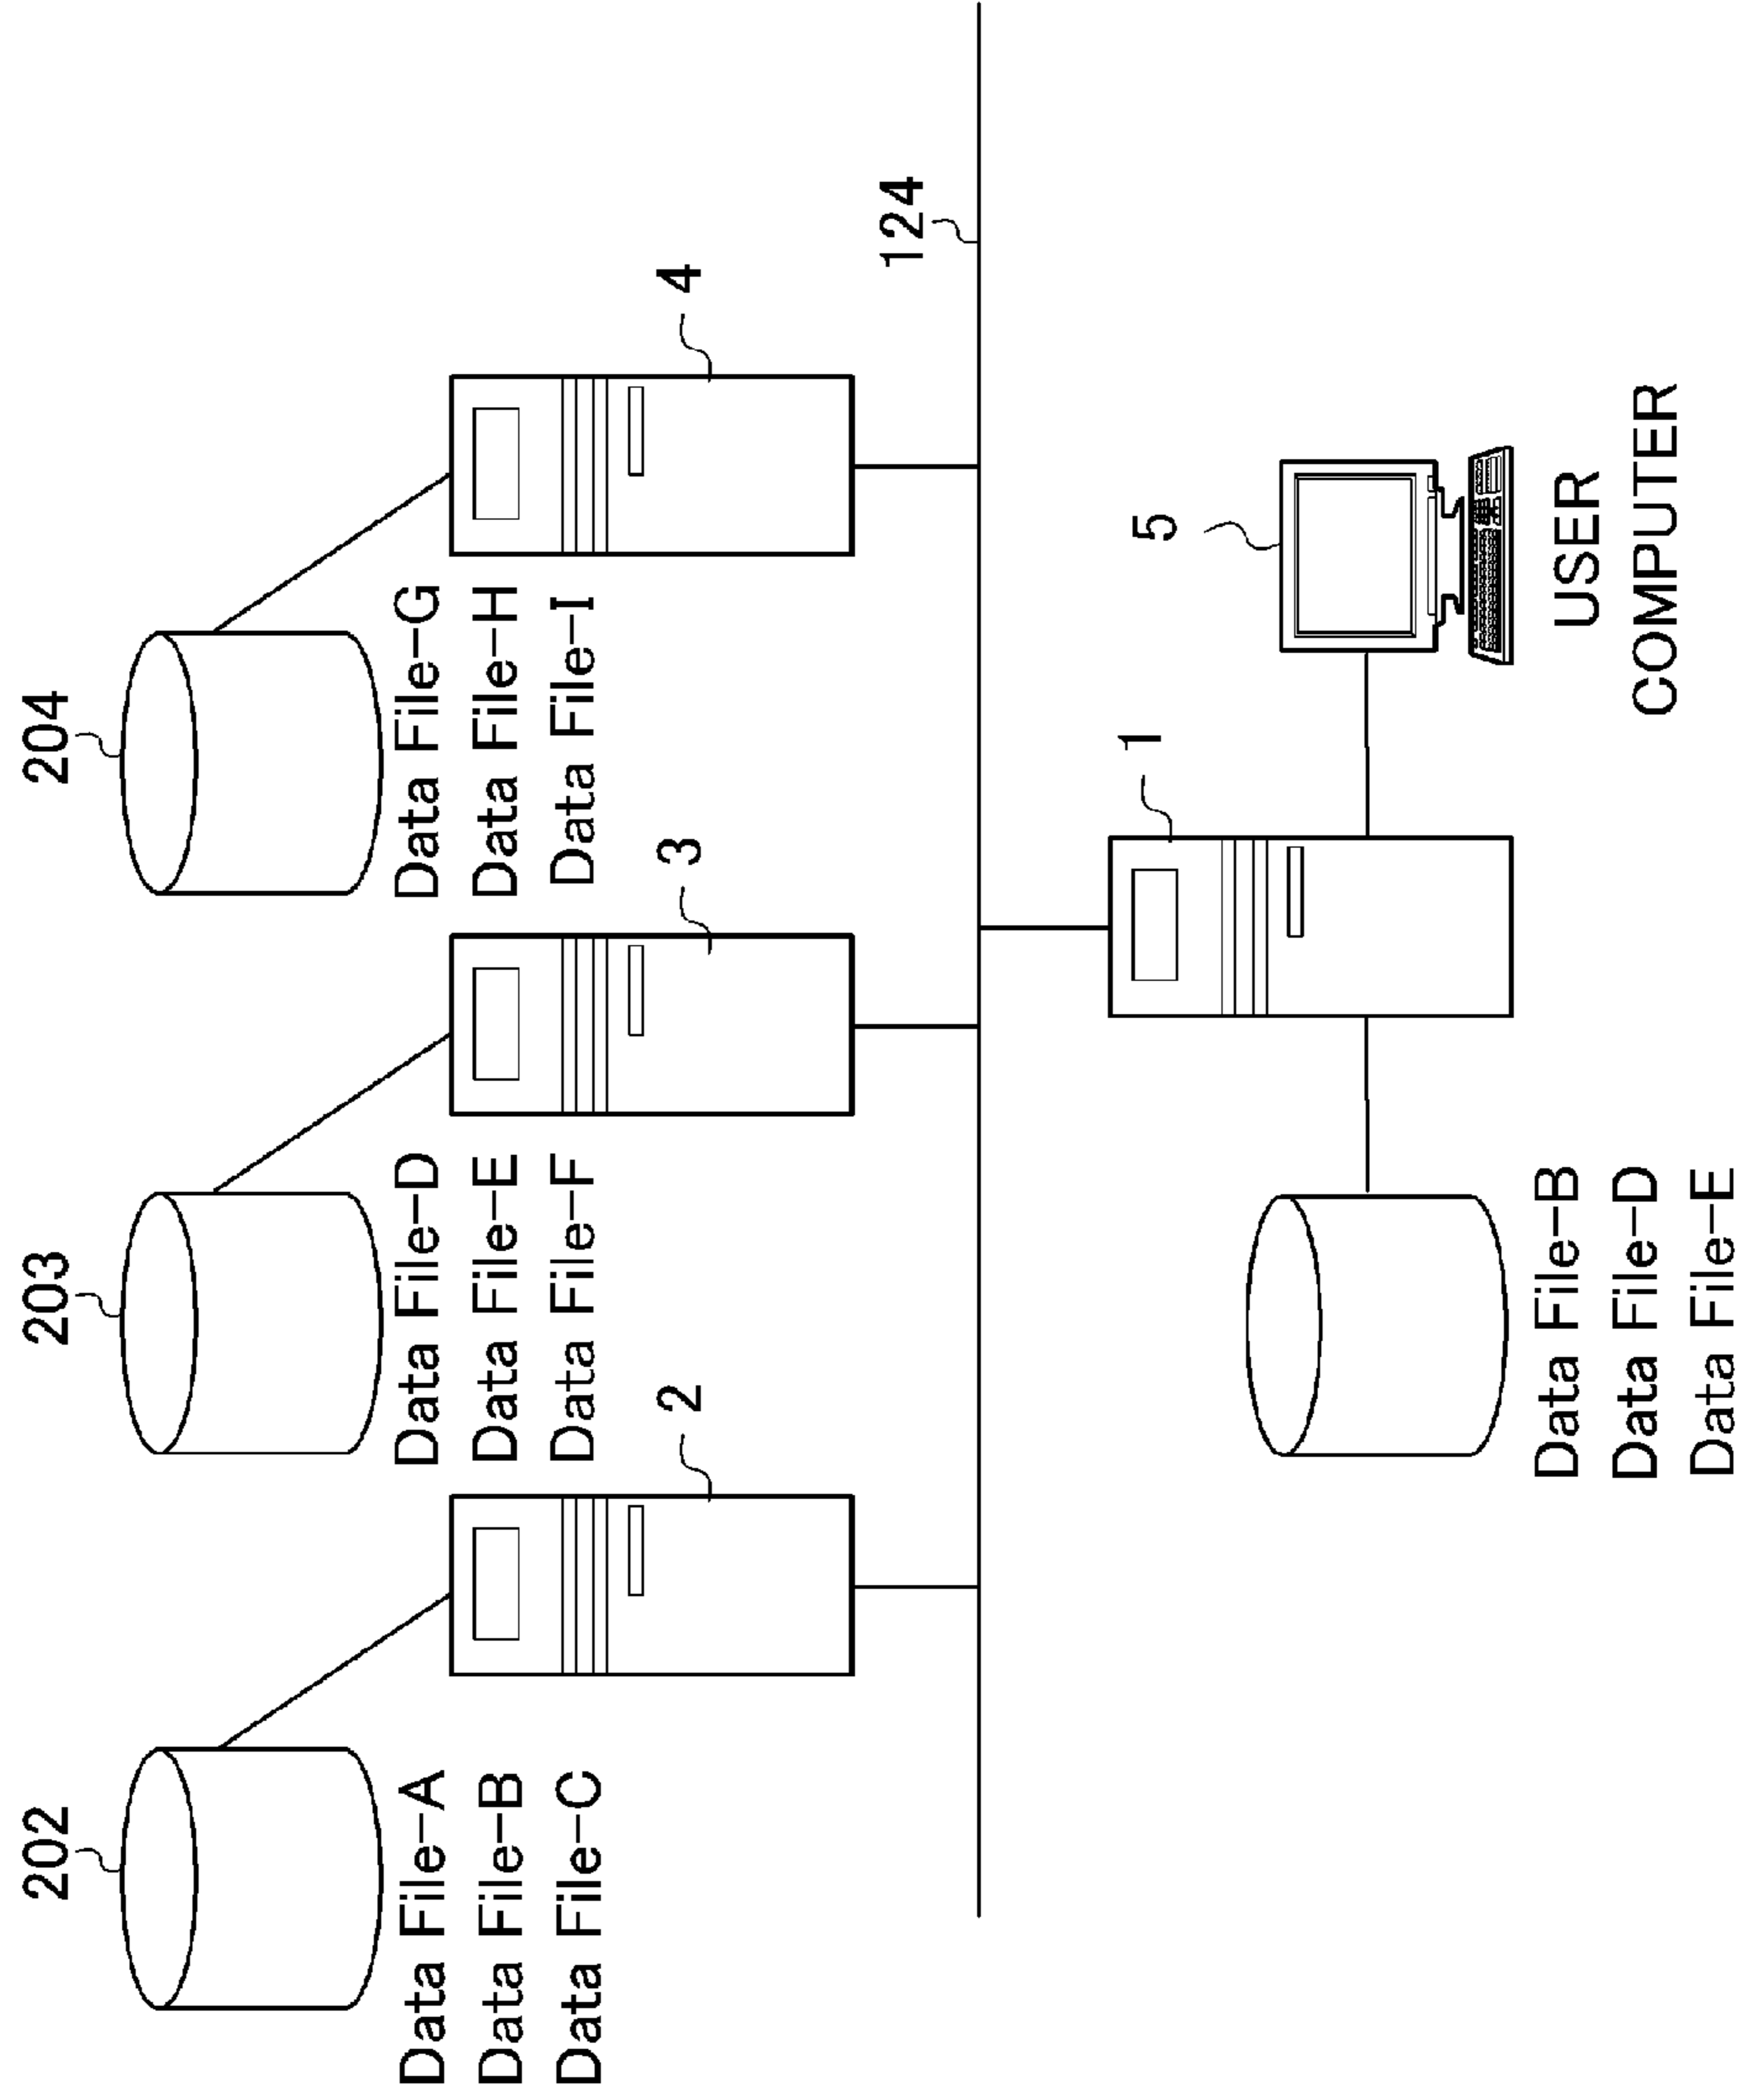 202
203
204
Data File-A
Data File-B
Data File-C
Data File-D
Data File-E
Data File-F
Data File-G
Data File-H
Data File-I
2
3
4
124
1
5
Data File-B
Data File-D
Data File-E
USER
COMPUTER